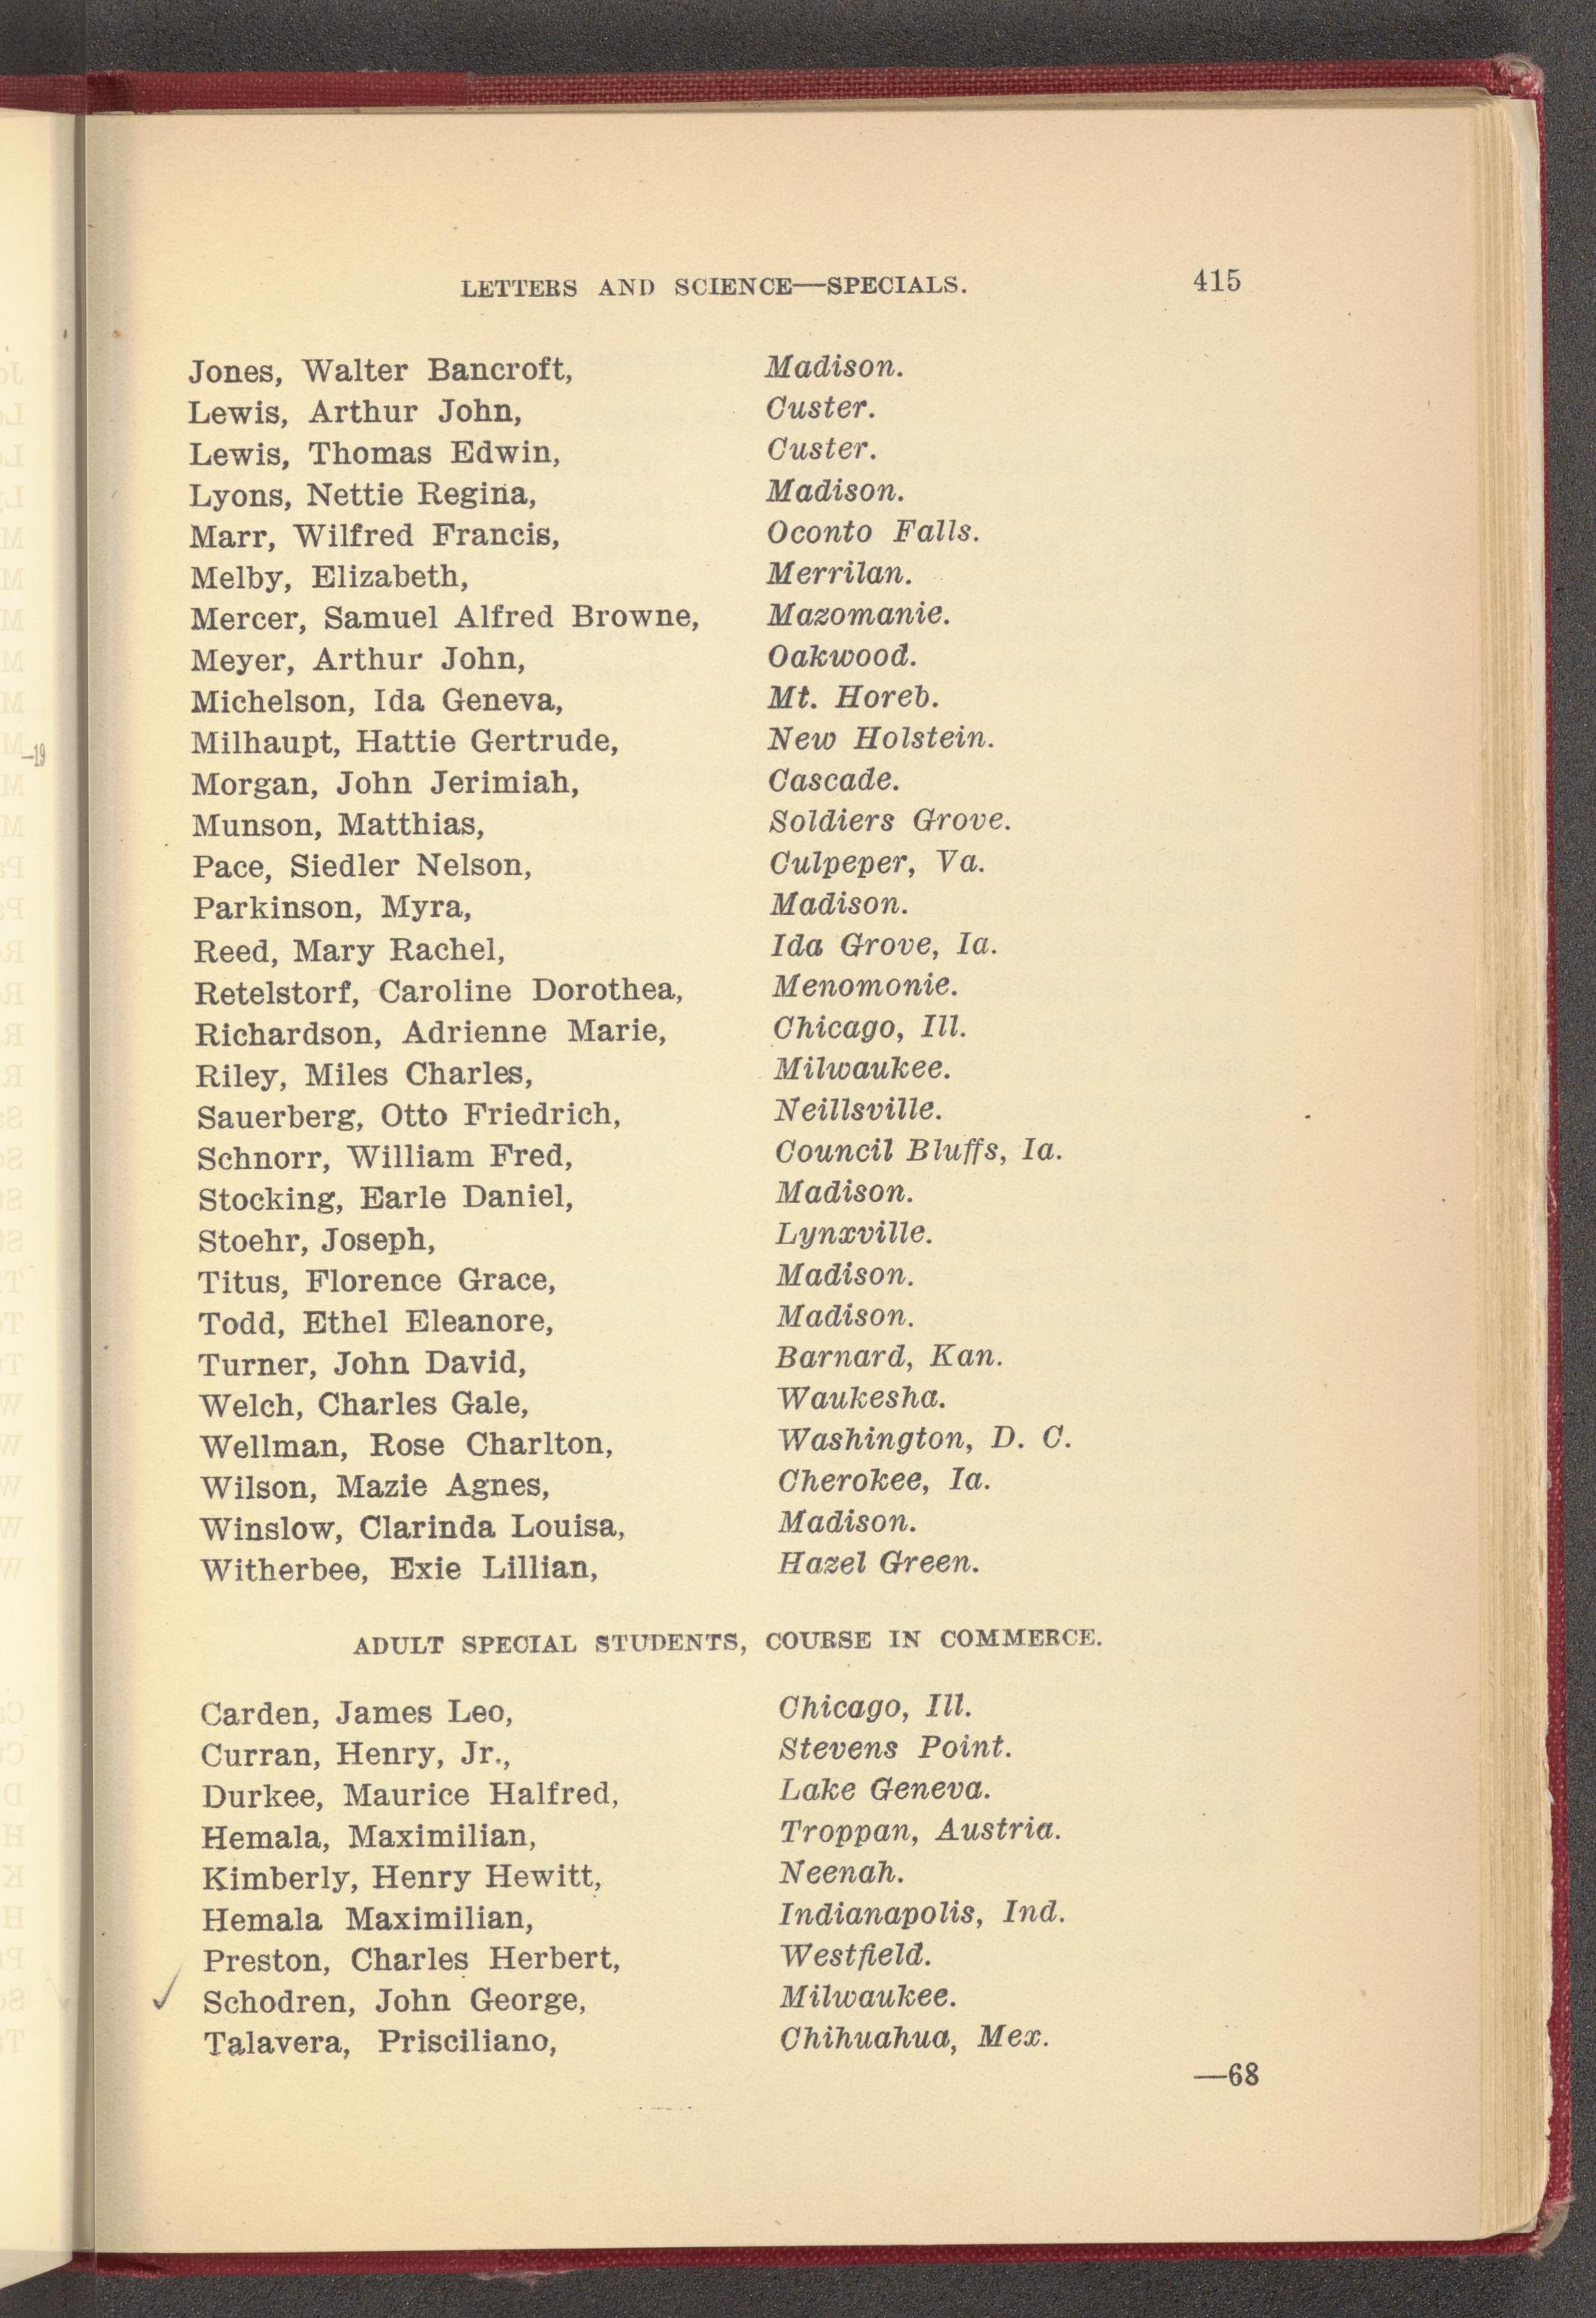 LETTERS AND SCIENCE—SPECIALS. 415
Jones, Walter Bancroft, Madison.
Lewis, Arthur John, Custer.
Lewis, Thomas Edwin, Custer.
Lyons, Nettie Regina, Madison.
Marr, Wilfred Francis, Oconto Falls.
Melby, Elizabeth, Merrilan.
Mercer, Samuel Alfred Browne, Mazomanie.
Meyer, Arthur John, Oakwood.
Michelson, Ida Geneva, Mt. Horeb.
Milhaupt, Hattie Gertrude, New Holstein.
Morgan, John Jerimiah, Cascade.
Munson, Matthias, Soldiers Grove.
Pace, Siedler Nelson, Culpeper, Va.
Parkinson, Myra, Madison.
Reed, Mary Rachel, Ida Grove, Ia.
Retelstorf, Caroline Dorothea, Menomonie.
Richardson, Adrienne Marie, Chicago, Ill.
Riley, Miles Charles, Milwaukee.
Sauerberg, Otto Friedrich, Neillsville.
Schnorr, William Fred, Council Bluffs, Ia.
Stocking, Earle Daniel, Madison.
Stoehr, Joseph, Lynxville.
Titus, Florence Grace, Madison.
Todd, Ethel Eleanore, Madison.
Turner, John David, Barnard, Kan.
Welch, Charles Gale, Waukesha.
Wellman, Rose Charlton, Washington, D. C.
Wilson, Mazie Agnes, Cherokee, Ia.
Winslow, Clarinda Louisa, Madison.
Witherbee, Exie Lillian, Hazel Green.
ADULT SPECIAL STUDENTS, COURSE IN COMMERCE.
Carden, James Leo, Chicago, Ill.
Curran, Henry, Jr., Stevens Point.
Durkee, Maurice Halfred, Lake Geneva.
Hemala, Maximilian, Troppan, Austria.
Kimberly, Henry Hewitt, Neenah.
Hemala Maximilian, Indianapolis, Ind.
Preston, Charles Herbert, Westfield.
✓ Schodren, John George, Milwaukee.
Talavera, Prisciliano, Chihuahua, Mex.
—68
—19